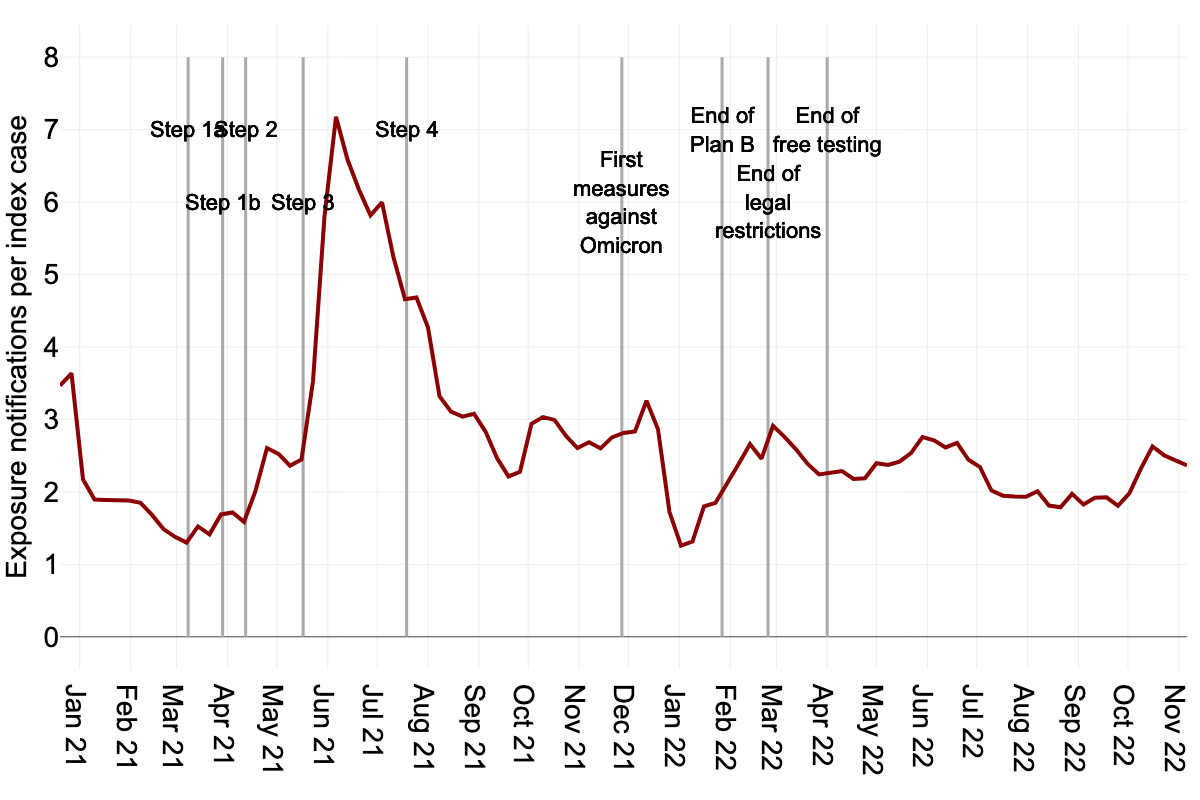 Exposure notifications per index case
8
7
6
5
4
3
2
1
0
Step 1a
Step 2
Step 1b
Step 3
Step 4
First
measures
against
Omicron
End of
Plan B
End of
legal
restrictions
End of
free testing
Jan 21
Feb 21
Mar 21
Apr 21
May 21
Jun 21
Jul 21
Aug 21
Sep 21
Oct 21
Nov 21
Dec 21
Jan 22
Feb 22
Mar 22
Apr 22
May 22
Jun 22
Jul 22
Aug 22
Sep 22
Oct 22
Nov 22